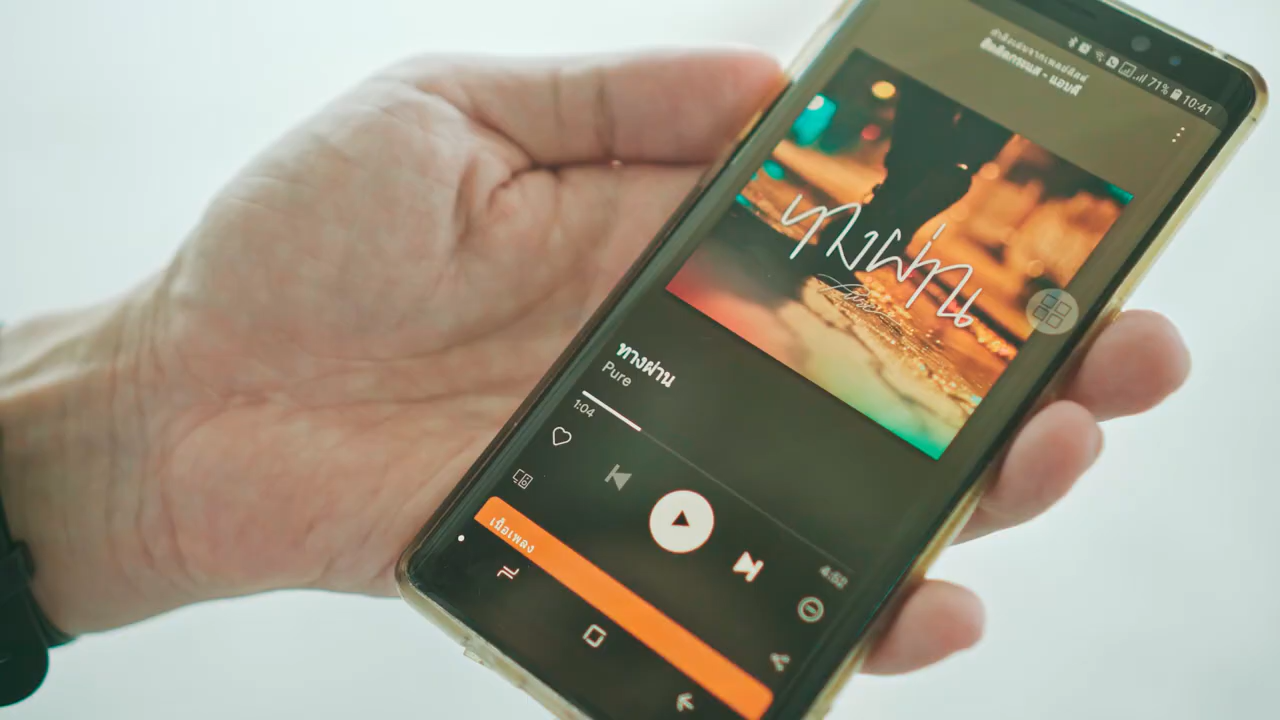 71% 10:41
ทางผ่าน
ทางผ่าน
Pure
1:04
4:52
เนื้อเพลง